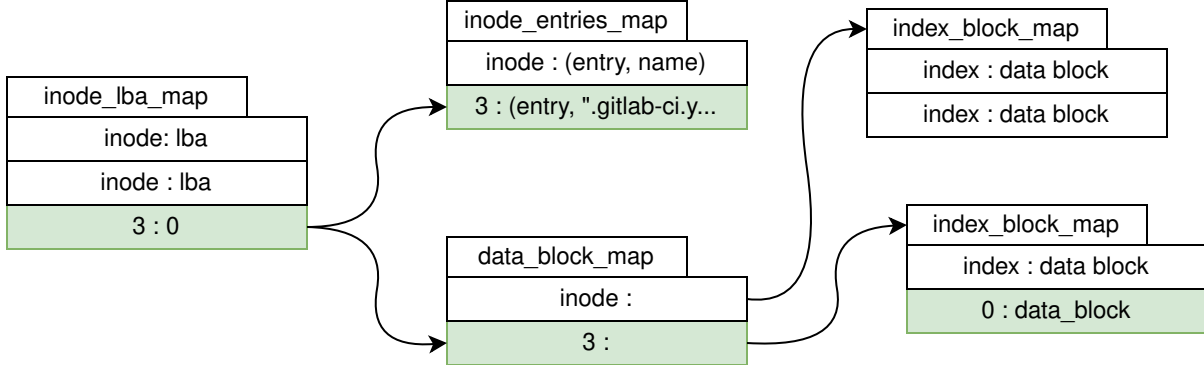 inode_lba_map
inode: lba
inode : lba
3 : 0
inode_entries_map
inode : (entry, name)
3 : (entry, ".gitlab-ci.y...
data_block_map
inode :
3 :
index_block_map
index : data block
index : data block
index_block_map
index : data block
0 : data_block